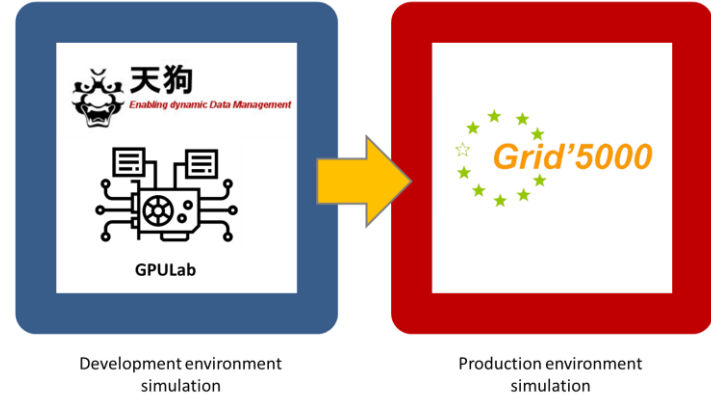 天狗
Enabling dynamic Data Management
GPULab
Grid'5000
Development environment
simulation
Production environment
simulation